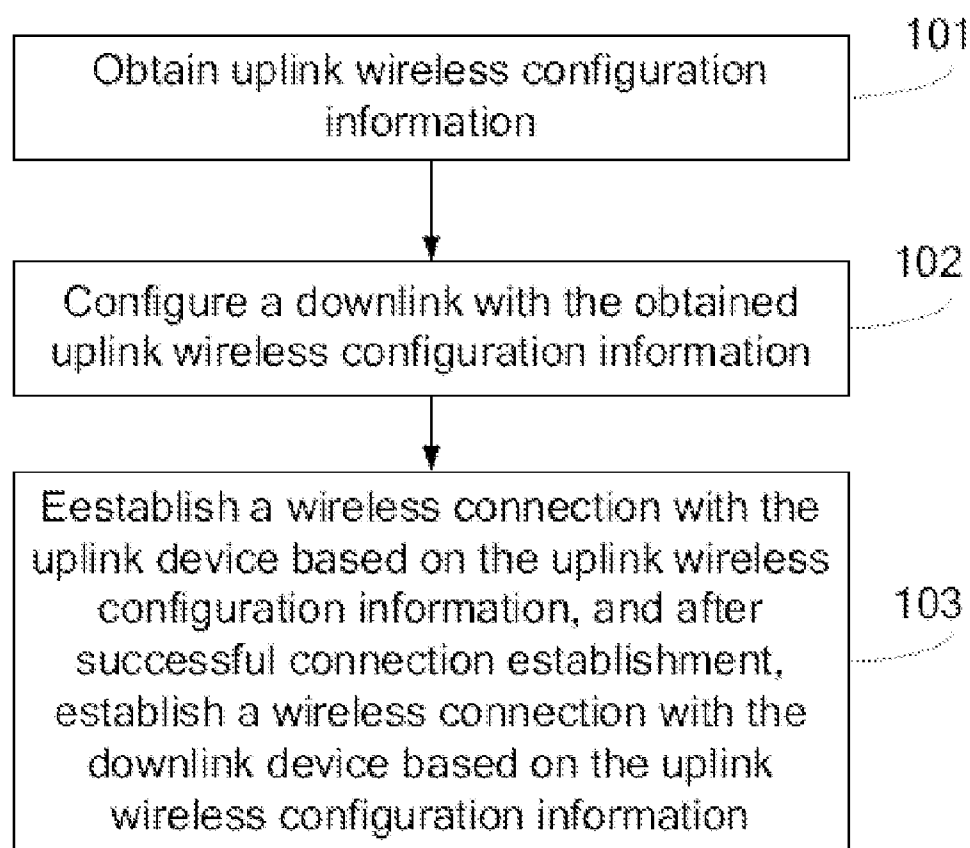 101
Obtain uplink wireless configuration
information
102
Configure a downlink with the obtained
uplink wireless configuration information
103
Eestablish a wireless connection with the
uplink device based on the uplink wireless
configuration information, and after
successful connection establishment,
establish a wireless connection with the
downlink device based on the uplink
wireless configuration information